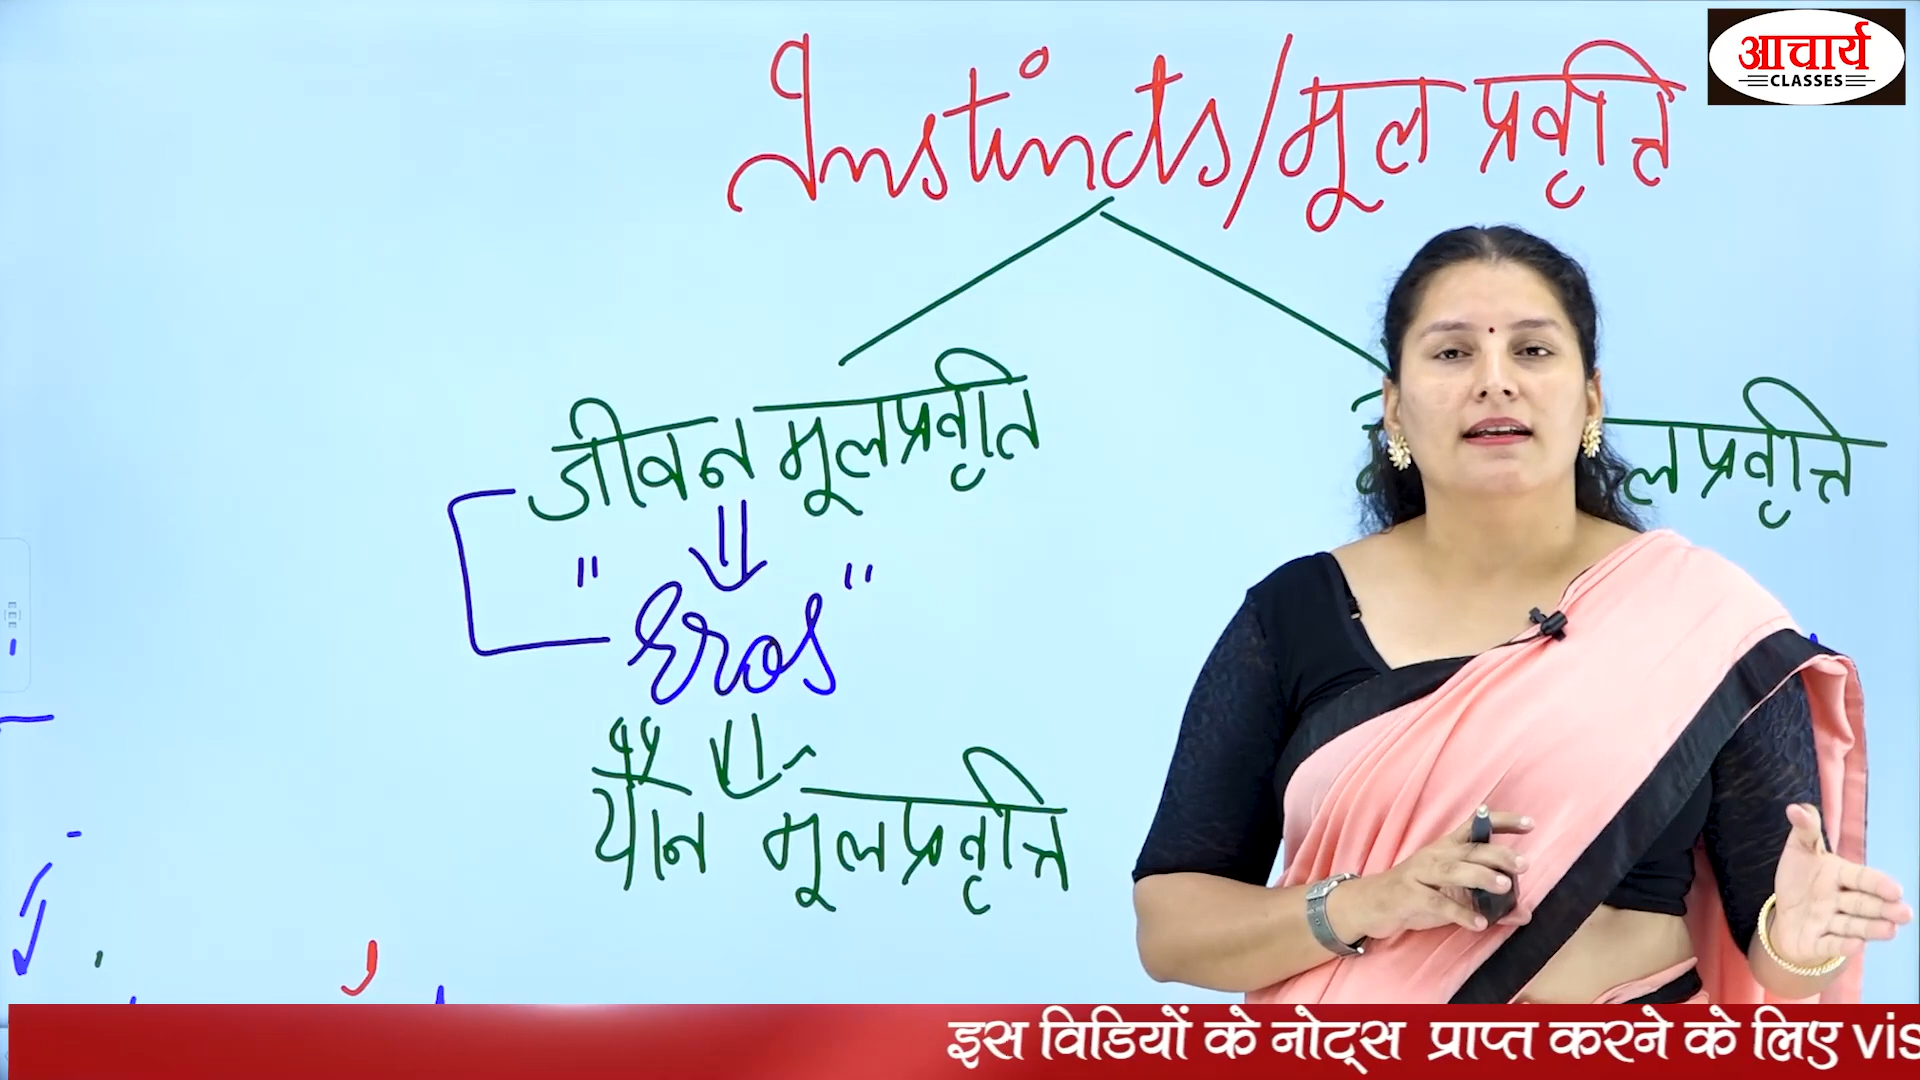 आचार्य
CLASSES
Instincts/मूल प्रवृत्ति
जीवन मूलप्रवृति
लप्रवृत्ति
"Eros"
यौन मूलप्रवृत्ति
इस विडियों के नोट्स प्राप्त करने के लिए vis